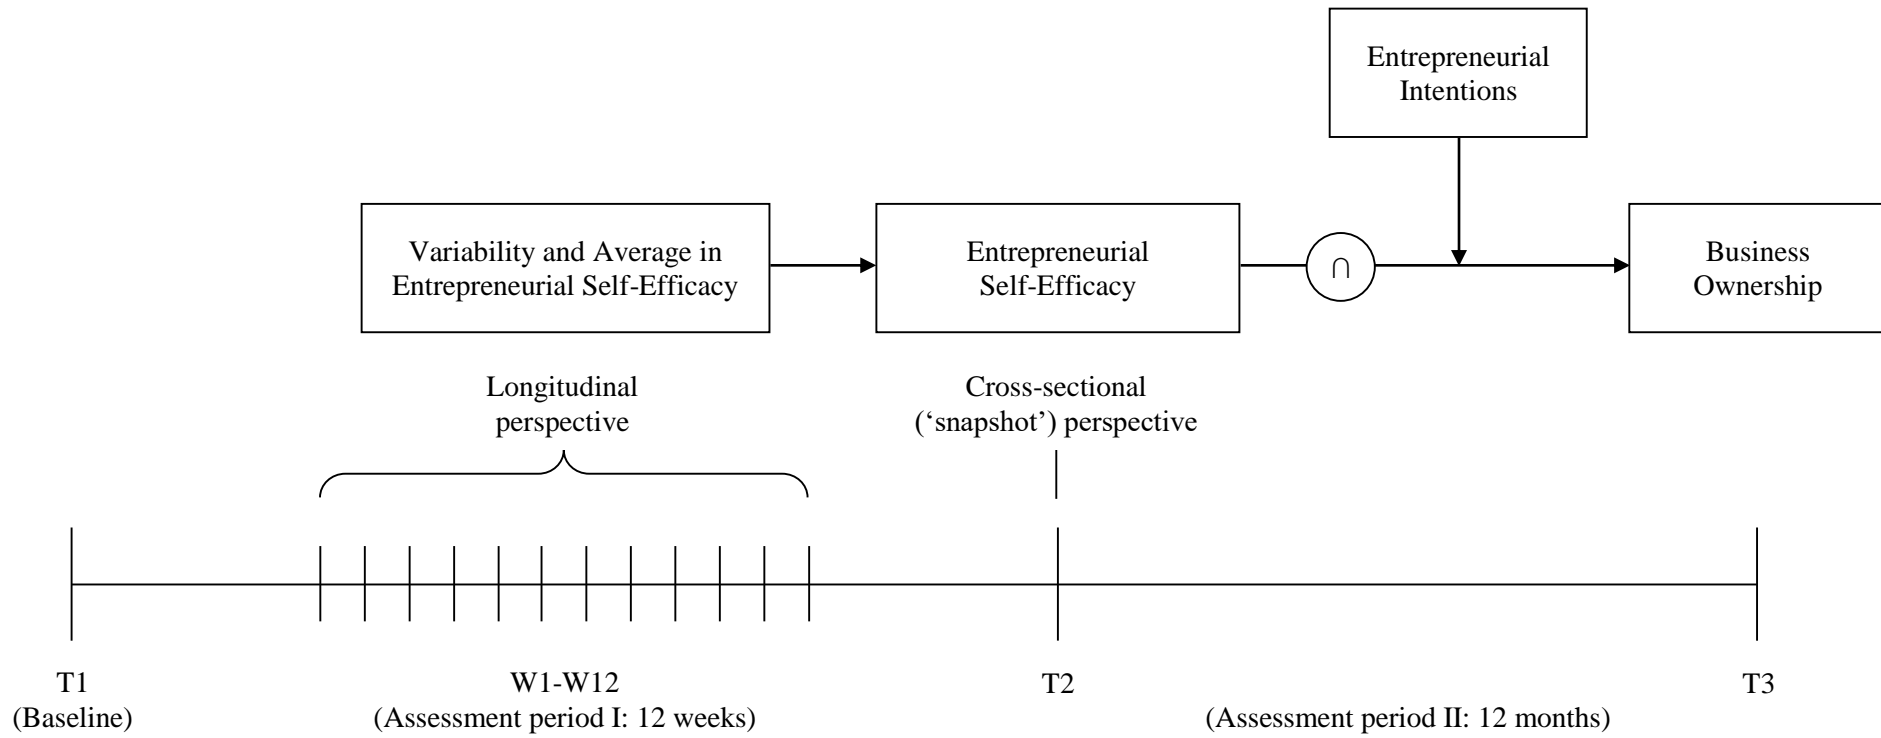 Entrepreneurial
Intentions
Variability and Average in
Entrepreneurial Self-Efficacy
Entrepreneurial
Self-Efficacy
∩
Business
Ownership
Longitudinal
perspective
Cross-sectional
(‘snapshot’) perspective
T1
(Baseline)
W1-W12
(Assessment period I: 12 weeks)
T2
(Assessment period II: 12 months)
T3